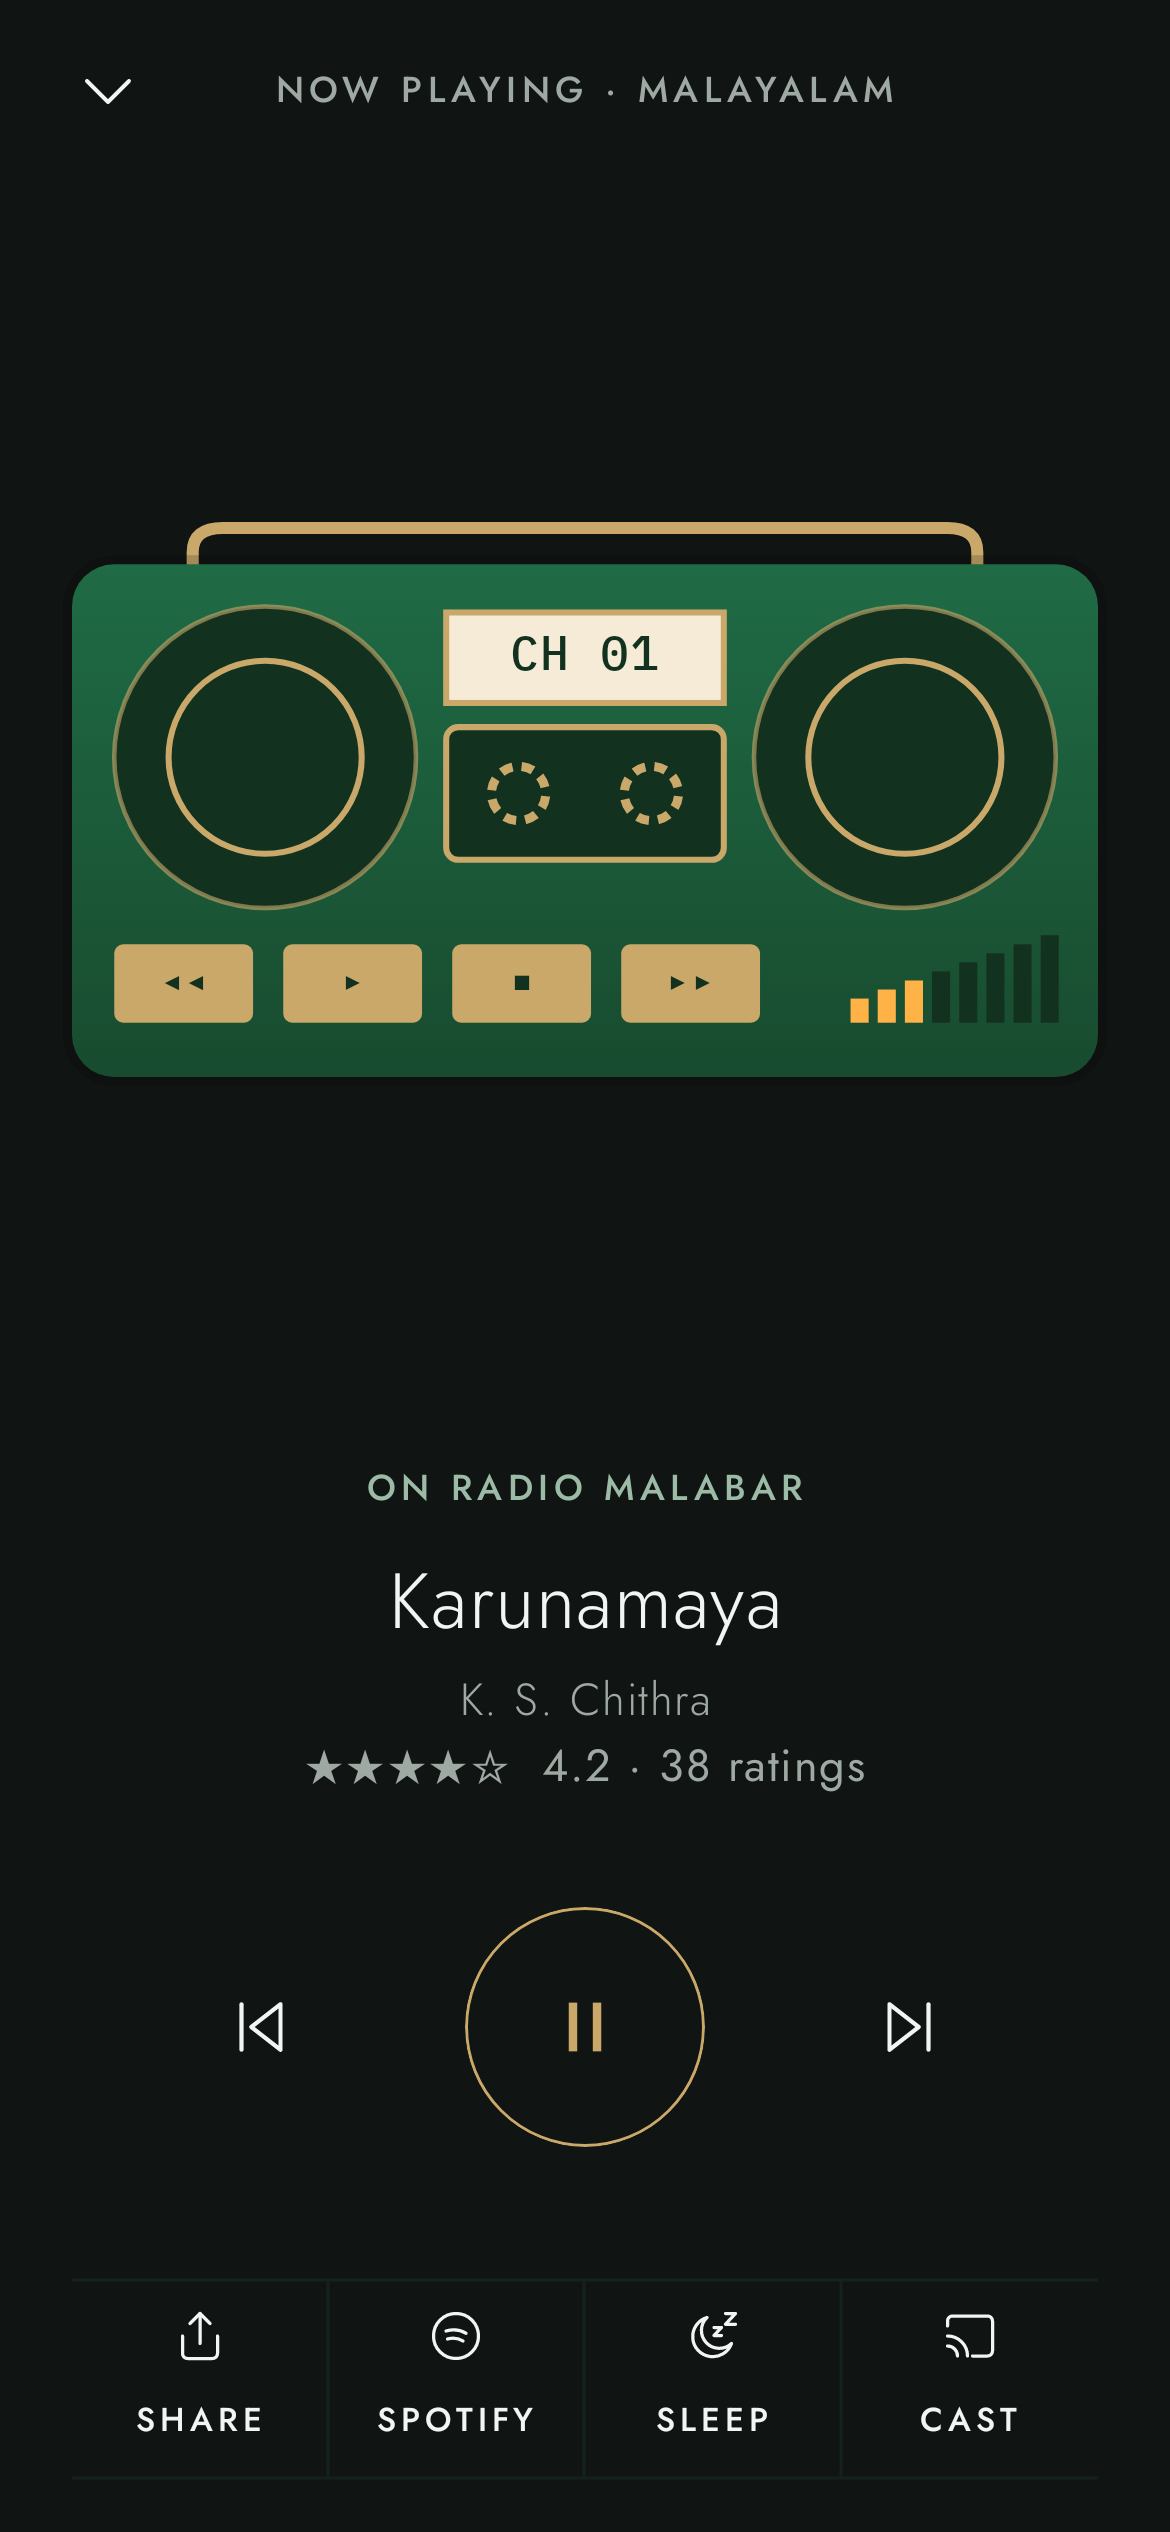 NOW PLAYING · MALAYALAM
CH 01
ON RADIO MALABAR
Karunamaya
K. S. Chithra
★★★★☆ 4.2 · 38 ratings
SHARE
SPOTIFY
SLEEP
CAST